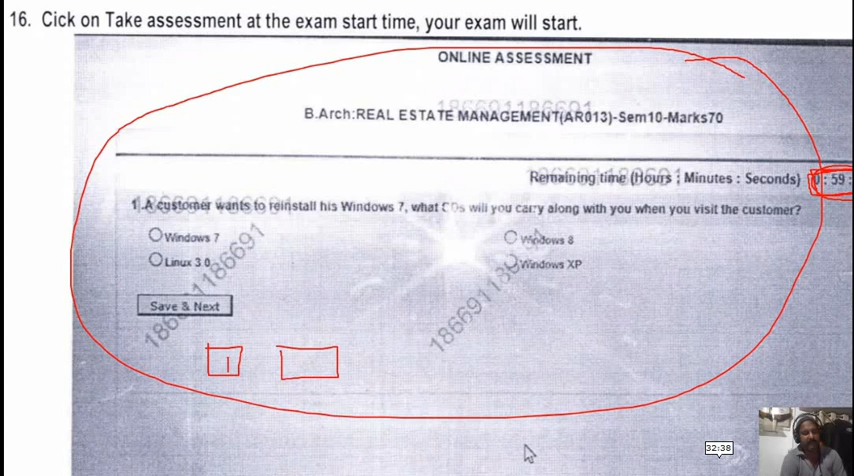 16. Cick on Take assessment at the exam start time, your exam will start.
ONLINE ASSESSMENT
186691186691
B.Arch:REAL ESTATE MANAGEMENT(AR013)-Sem10-Marks70
Remaining time (Hours : Minutes : Seconds) 0 : 59 :
1 .A customer wants to reinstall his Windows 7, what CDs will you carry along with you when you visit the customer?
Windows 7
Windows 8
Linux 3.0
Windows XP
Save & Next
32:38